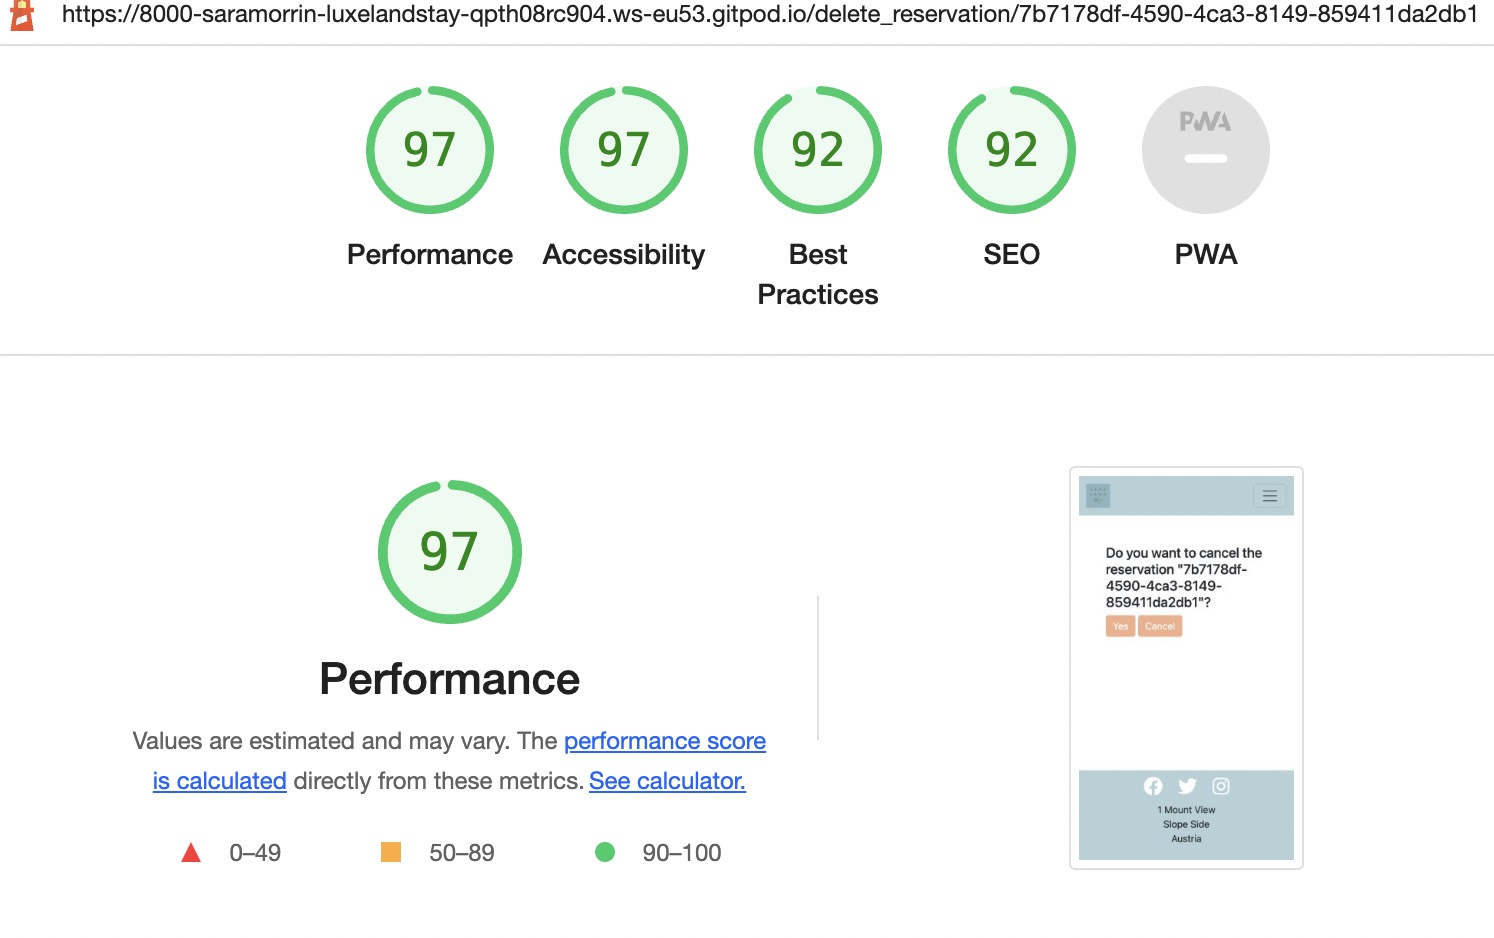 https://8000-saramorrin-luxelandstay-qpth08rc904.ws-eu53.gitpod.io/delete_reservation/7b7178df-4590-4ca3-8149-859411da2db1
97
97
92
92
PWA
Performance
Accessibility
Best
Practices
SEO
PWA
97
Performance
Values are estimated and may vary. The performance score
is calculated directly from these metrics. See calculator.
0–49
50–89
90–100
Do you want to cancel the
reservation "7b7178df-
4590-4ca3-8149-
859411da2db1"?
Yes Cancel
1 Mount View
Slope Side
Austria